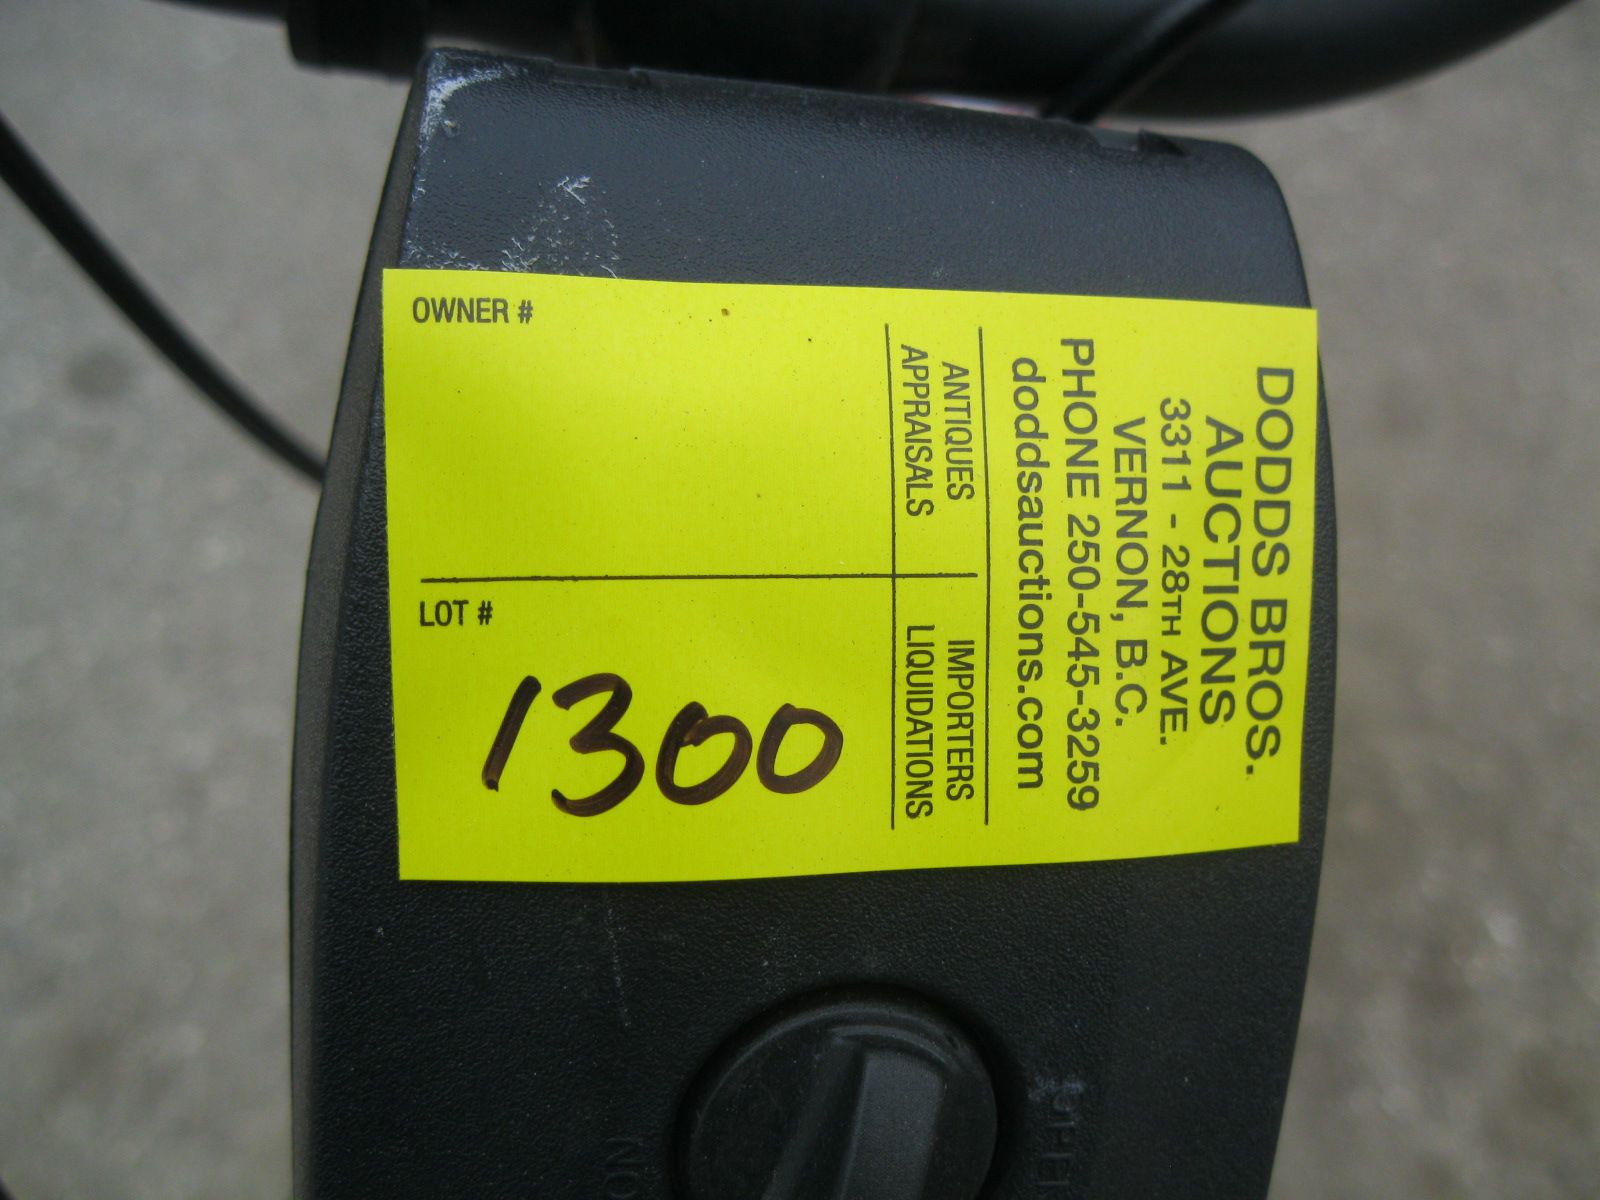 DODDS BROS.
AUCTIONS
3311 - 28TH AVE.
VERNON, B.C.
PHONE 250-545-3259
doddsauctions.com
ANTIQUES
APPRAISALS
IMPORTERS
LIQUIDATIONS
OWNER #
LOT #
1300